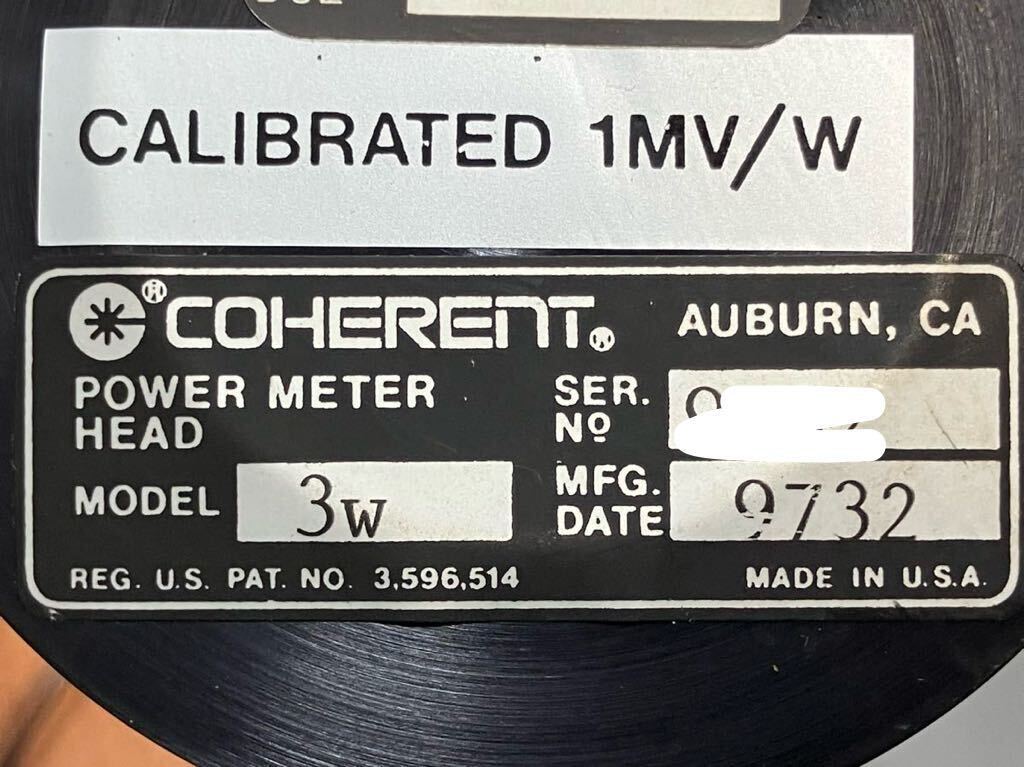 CALIBRATED 1MV/W
®COHERENT® AUBURN, CA
POWER METER
HEAD
SER.
Nº
MODEL 3w
MFG.
DATE 9732
REG. U.S. PAT. NO. 3,596,514 MADE IN U.S.A.